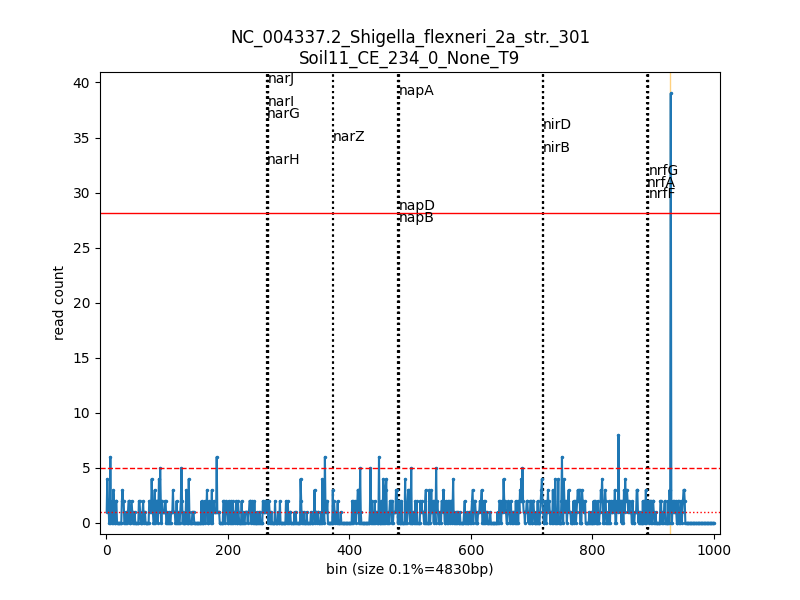 NC_004337.2_Shigella_flexneri_2a_str._301
Soil11_CE_234_0_None_T9
read count
40
35
30
25
20
15
10
5
0
narJ
narI
narG
narH
narZ
napA
napD
napB
nirD
nirB
nrfG
nrfA
nrfF
0 200 400 600 800 1000
bin (size 0.1%=4830bp)